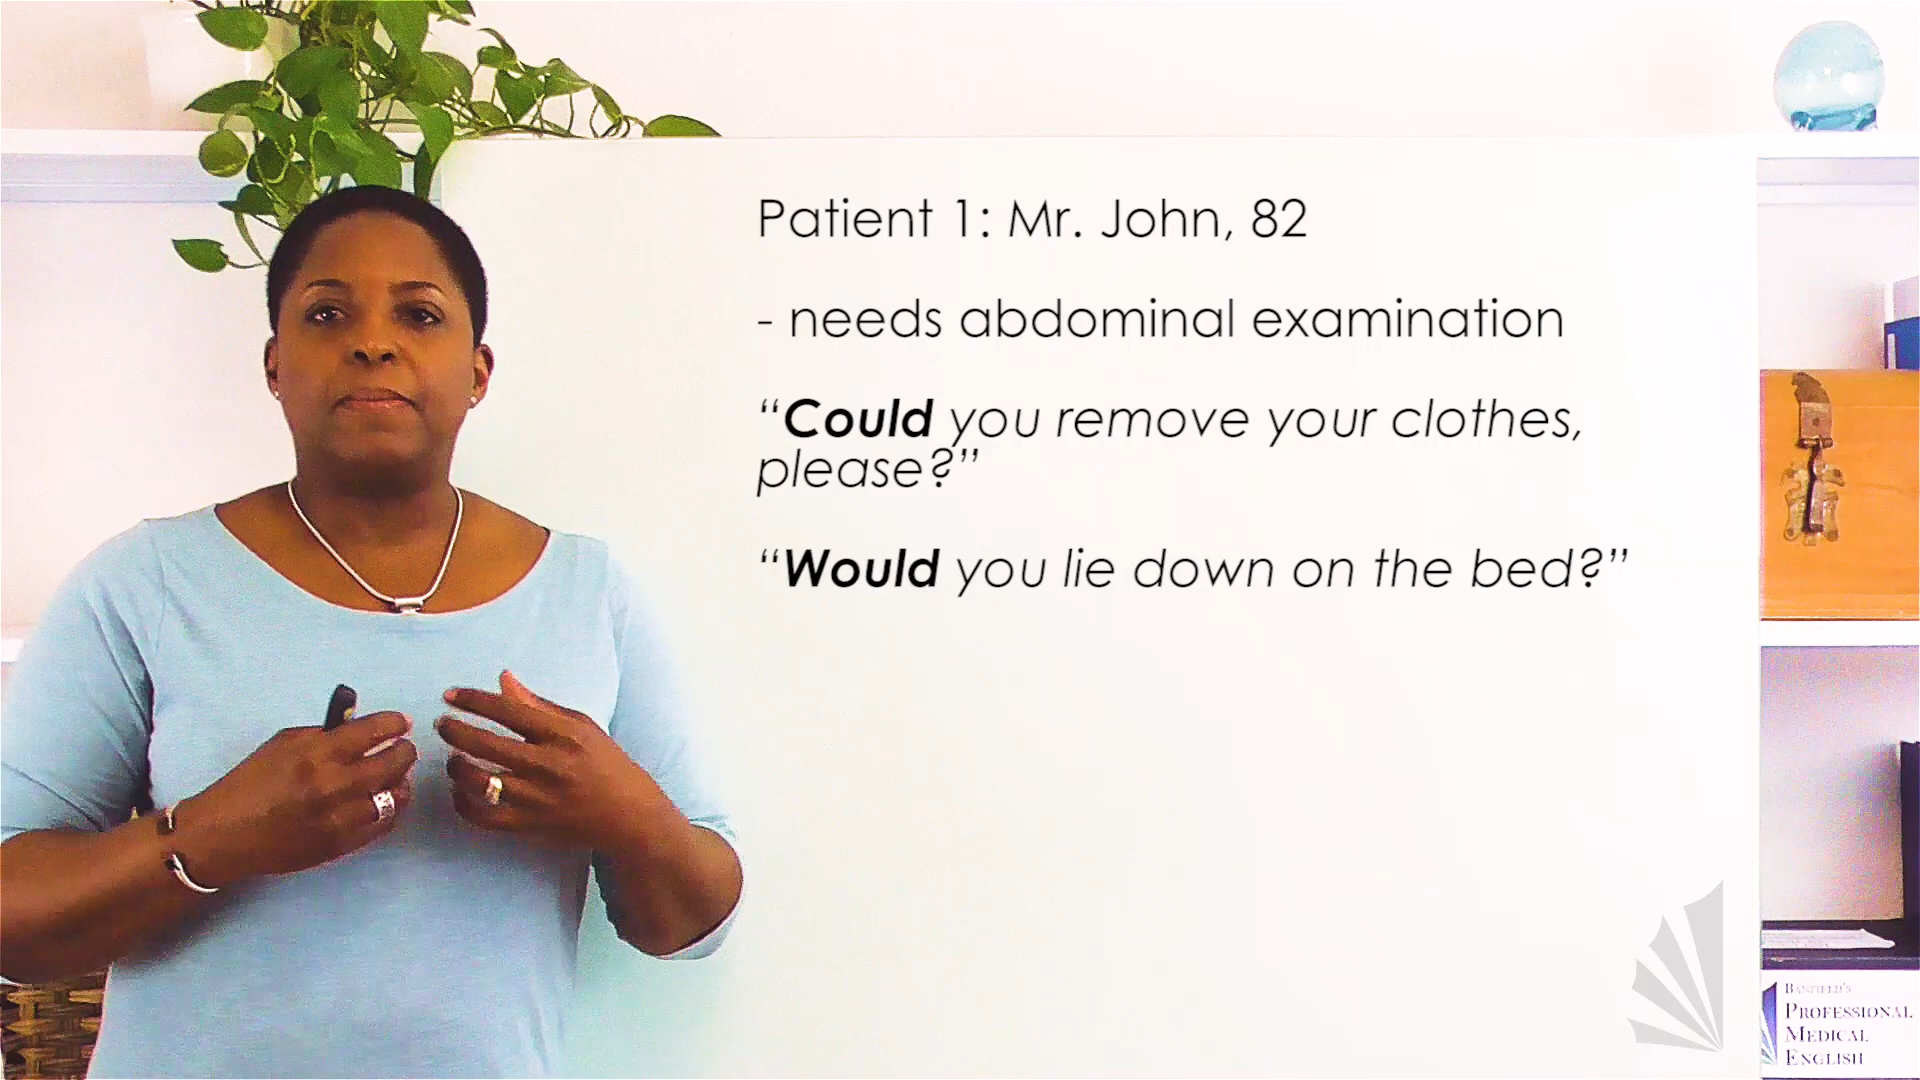 Patient 1: Mr. John, 82
- needs abdominal examination
“Could you remove your clothes,
please?”
“Would you lie down on the bed?”
BANFIELD'S
PROFESSIONAL
MEDICAL
ENGLISH